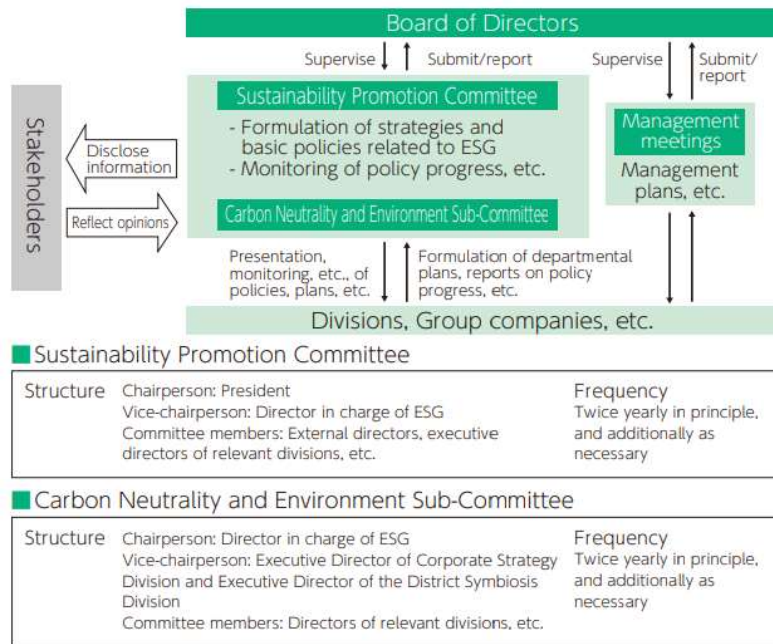 Board of Directors
Supervise
Submit/report
Supervise
Submit/
report
Stakeholders
Disclose
information
Reflect opinions
Sustainability Promotion Committee
- Formulation of strategies and
basic policies related to ESG
- Monitoring of policy progress, etc.
Carbon Neutrality and Environment Sub-Committee
Management
meetings
Management
plans, etc.
Presentation,
monitoring, etc., of
policies, plans, etc.
Formulation of departmental
plans, reports on policy
progress, etc.
Divisions, Group companies, etc.
Sustainability Promotion Committee
Structure
Chairperson: President
Vice-chairperson: Director in charge of ESG
Committee members: External directors, executive
directors of relevant divisions, etc.
Frequency
Twice yearly in principle,
and additionally as
necessary
Carbon Neutrality and Environment Sub-Committee
Structure
Chairperson: Director in charge of ESG
Vice-chairperson: Executive Director of Corporate Strategy
Division and Executive Director of the District Symbiosis
Division
Committee members: Directors of relevant divisions, etc.
Frequency
Twice yearly in principle,
and additionally as
necessary